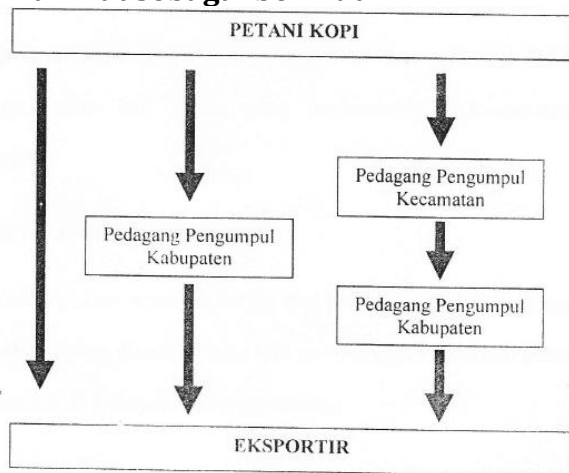 PETANI KOPI
Pedagang Pengumpul
Kecamatan
Pedagang Pengumpul
Kabupaten
Pedagang Pengumpul
Kabupaten
EKSPORTIR